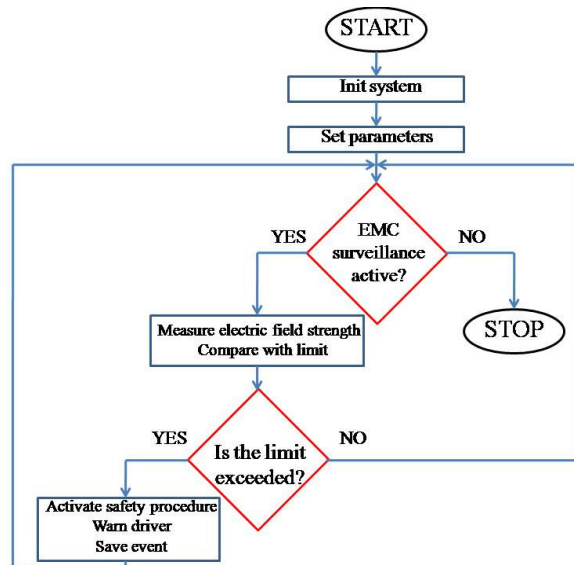 START
Init system
Set parameters
EMC
surveillance
active?
YES
NO
Measure electric field strength
Compare with limit
STOP
Is the limit
exceeded?
YES
NO
Activate safety procedure
Warn driver
Save event